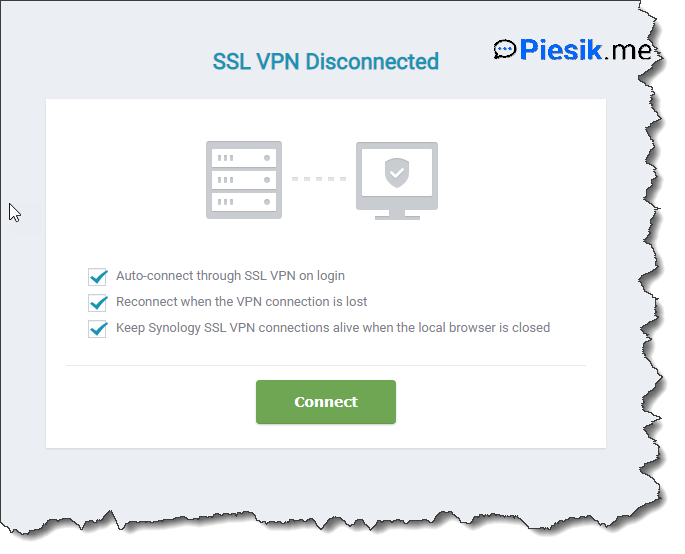 Piesik.me
SSL VPN Disconnected
Auto-connect through SSL VPN on login
Reconnect when the VPN connection is lost
Keep Synology SSL VPN connections alive when the local browser is closed
Connect